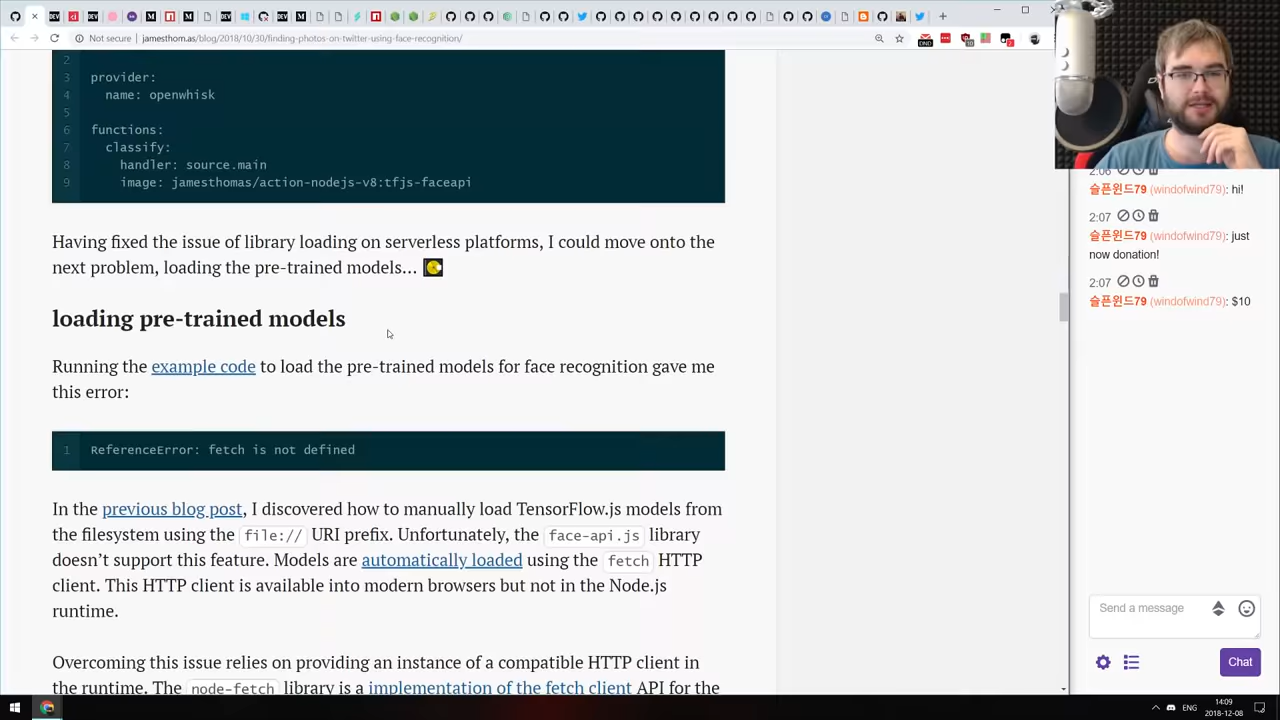 Not secure | jamesthom.as/blog/2018/10/30/finding-photos-on-twitter-using-face-recognition/
2
3 provider:
4 name: openwhisk
5
6 functions:
7 classify:
8 handler: source.main
9 image: jamesthomas/action-nodejs-v8:tfjs-faceapi
Having fixed the issue of library loading on serverless platforms, I could move onto the
next problem, loading the pre-trained models…
loading pre-trained models
Running the example code to load the pre-trained models for face recognition gave me
this error:
1 ReferenceError: fetch is not defined
In the previous blog post, I discovered how to manually load TensorFlow.js models from
the filesystem using the file:// URI prefix. Unfortunately, the face-api.js library
doesn’t support this feature. Models are automatically loaded using the fetch HTTP
client. This HTTP client is available into modern browsers but not in the Node.js
runtime.
Overcoming this issue relies on providing an instance of a compatible HTTP client in
the runtime. The node-fetch library is a implementation of the fetch client API for the
2:06
슬픈윈드79 (windofwind79): hi!
2:07
슬픈윈드79 (windofwind79): just
now donation!
2:07
슬픈윈드79 (windofwind79): $10
Send a message
Chat
ENG
14:09
2018-12-08